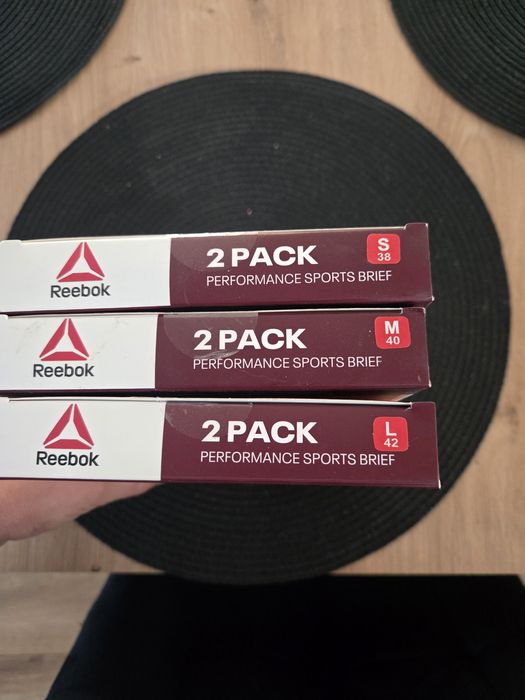 2 PACK
PERFORMANCE SPORTS BRIEF
S
38
Reebok
2 PACK
PERFORMANCE SPORTS BRIEF
M
40
Reebok
2 PACK
PERFORMANCE SPORTS BRIEF
L
42
Reebok